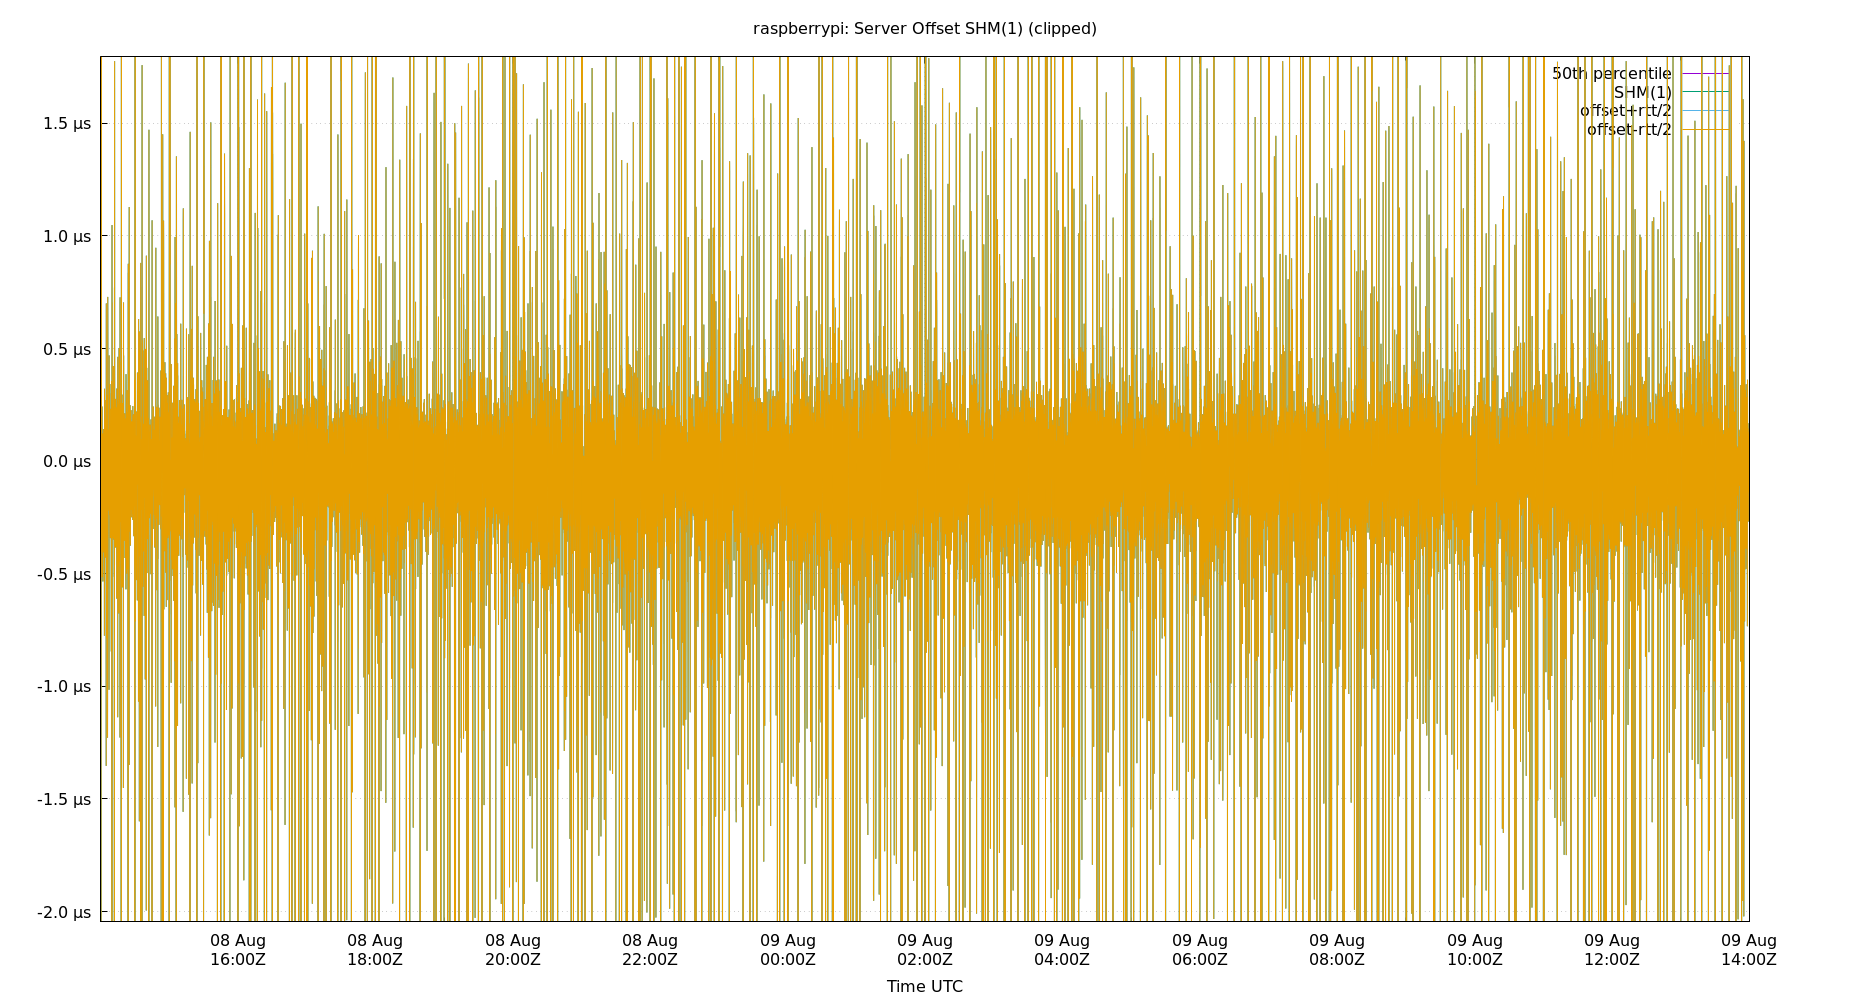 raspberrypi: Server Offset SHM(1) (clipped)
50th percentile
SHM(1)
offset+rtt/2
offset-rtt/2
1.5 µs
1.0 µs
0.5 µs
0.0 µs
-0.5 µs
-1.0 µs
-1.5 µs
-2.0 µs
08 Aug 08 Aug 08 Aug 08 Aug 09 Aug 09 Aug 09 Aug 09 Aug 09 Aug 09 Aug 09 Aug 09 Aug
16:00Z 18:00Z 20:00Z 22:00Z 00:00Z 02:00Z 04:00Z 06:00Z 08:00Z 10:00Z 12:00Z 14:00Z
Time UTC